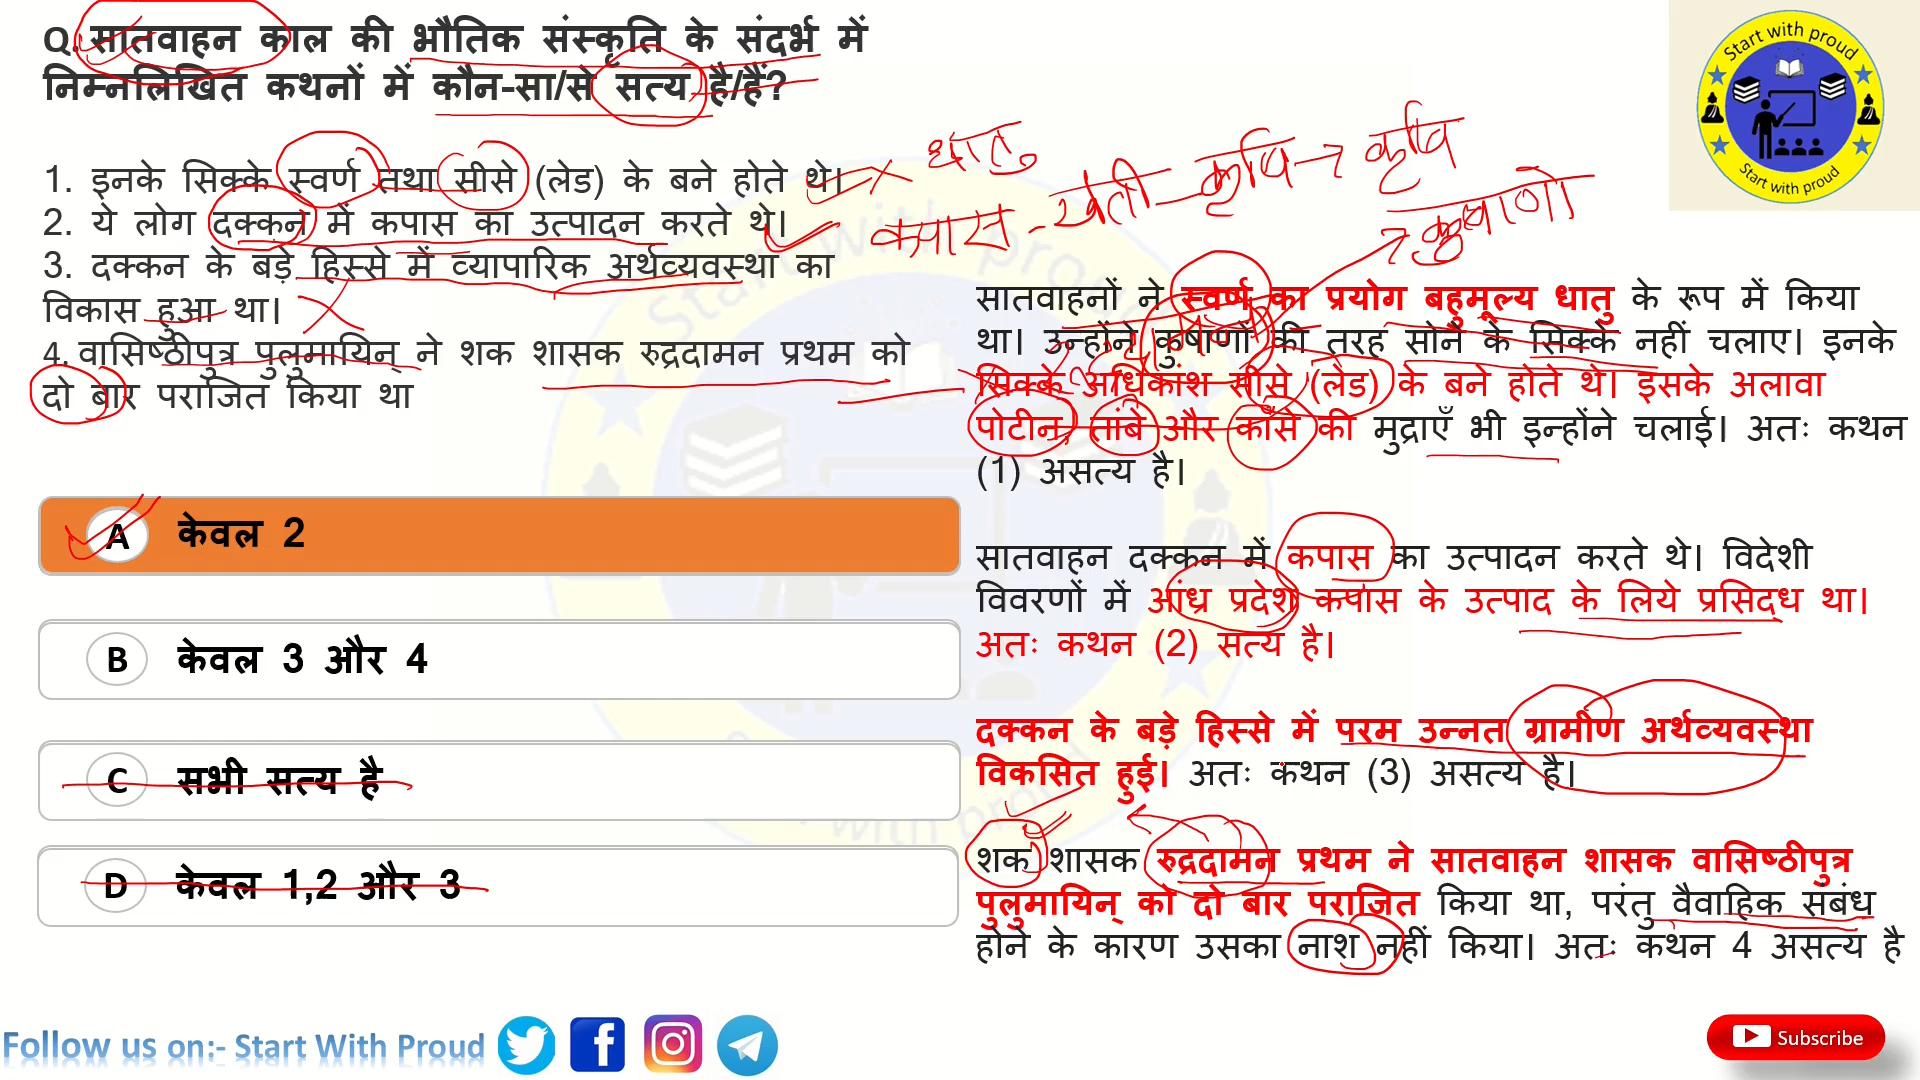 Q. सातवाहन काल की भौतिक संस्कृति के संदर्भ में
निम्नलिखित कथनों में कौन-सा/से सत्य है/हैं?
1. इनके सिक्के स्वर्ण तथा सीसे (लेड) के बने होते थे।
2. ये लोग दक्कन में कपास का उत्पादन करते थे।
3. दक्कन के बड़े हिस्से में व्यापारिक अर्थव्यवस्था का
विकास हुआ था।
4. वासिष्ठीपुत्र पुलुमायिन् ने शक शासक रुद्रदामन प्रथम को
दो बार पराजित किया था
A केवल 2
B केवल 3 और 4
C सभी सत्य है
D केवल 1,2 और 3
धातु
कपास - खेती - कृषि → कृषि
→ कुषाणो
सातवाहनों ने स्वर्ण का प्रयोग बहुमूल्य धातु के रूप में किया
था। उन्होंने कुषाणों की तरह सोने के सिक्के नहीं चलाए। इनके
सिक्के अधिकांश सीसे (लेड) के बने होते थे। इसके अलावा
पोटीन, तांबे और काँसे की मुद्राएँ भी इन्होंने चलाई। अतः कथन
(1) असत्य है।
सातवाहन दक्कन में कपास का उत्पादन करते थे। विदेशी
विवरणों में आंध्र प्रदेश कपास के उत्पाद के लिये प्रसिद्ध था।
अतः कथन (2) सत्य है।
दक्कन के बड़े हिस्से में परम उन्नत ग्रामीण अर्थव्यवस्था
विकसित हुई। अतः कथन (3) असत्य है।
शक शासक रुद्रदामन प्रथम ने सातवाहन शासक वासिष्ठीपुत्र
पुलुमायिन् को दो बार पराजित किया था, परंतु वैवाहिक संबंध
होने के कारण उसका नाश नहीं किया। अतः कथन 4 असत्य है
Start with proud
Start with proud
Follow us on:- Start With Proud
Subscribe